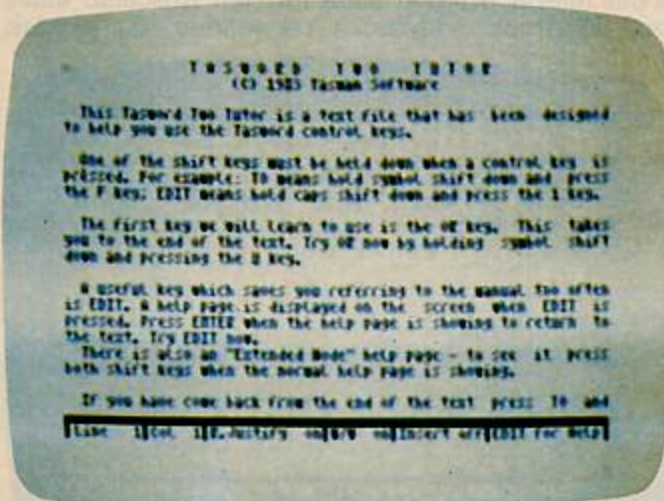 TASWORD TWO TUTOR
(C) 1983 Tasman Software
This Tasword Two Tutor is a text file that has been designed
to help you use the Tasword control keys.
One of the shift keys must be held down when a control key is
pressed. For example: TO means hold symbol shift down and press
the F key; EDIT means hold caps shift down and press the 1 key.
The first key we will learn to use is the OR key. This takes
you to the end of the text. Try OR now by holding symbol shift
down and pressing the U key.
A useful key which saves you referring to the manual too often
is EDIT. A help page is displayed on the screen when EDIT is
pressed. Press ENTER when the help page is showing to return to
the text. Try EDIT now.
There is also an "Extended Mode" help page - to see it press
both shift keys when the normal help page is showing.
If you have come back from the end of the text press TO and
Line 1 Col 1 R.Justify on W/W on Insert off EDIT for Help